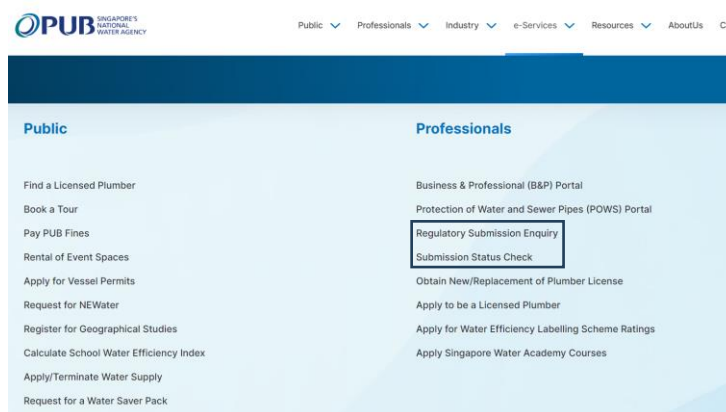 PUB SINGAPORE'S
NATIONAL
WATER AGENCY
Public Professionals Industry e-Services Resources AboutUs C
Public
Find a Licensed Plumber
Book a Tour
Pay PUB Fines
Rental of Event Spaces
Apply for Vessel Permits
Request for NEWater
Register for Geographical Studies
Calculate School Water Efficiency Index
Apply/Terminate Water Supply
Request for a Water Saver Pack
Professionals
Business & Professional (B&P) Portal
Protection of Water and Sewer Pipes (POWS) Portal
Regulatory Submission Enquiry
Submission Status Check
Obtain New/Replacement of Plumber License
Apply to be a Licensed Plumber
Apply for Water Efficiency Labelling Scheme Ratings
Apply Singapore Water Academy Courses